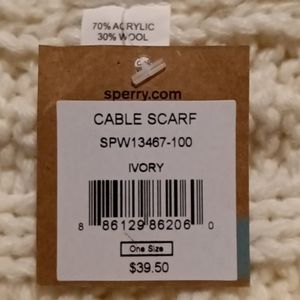 70% ACRYLIC
30% WOOL
sperry.com
CABLE SCARF
SPW13467-100
IVORY
8 86129 86206 0
One Size
$39.50